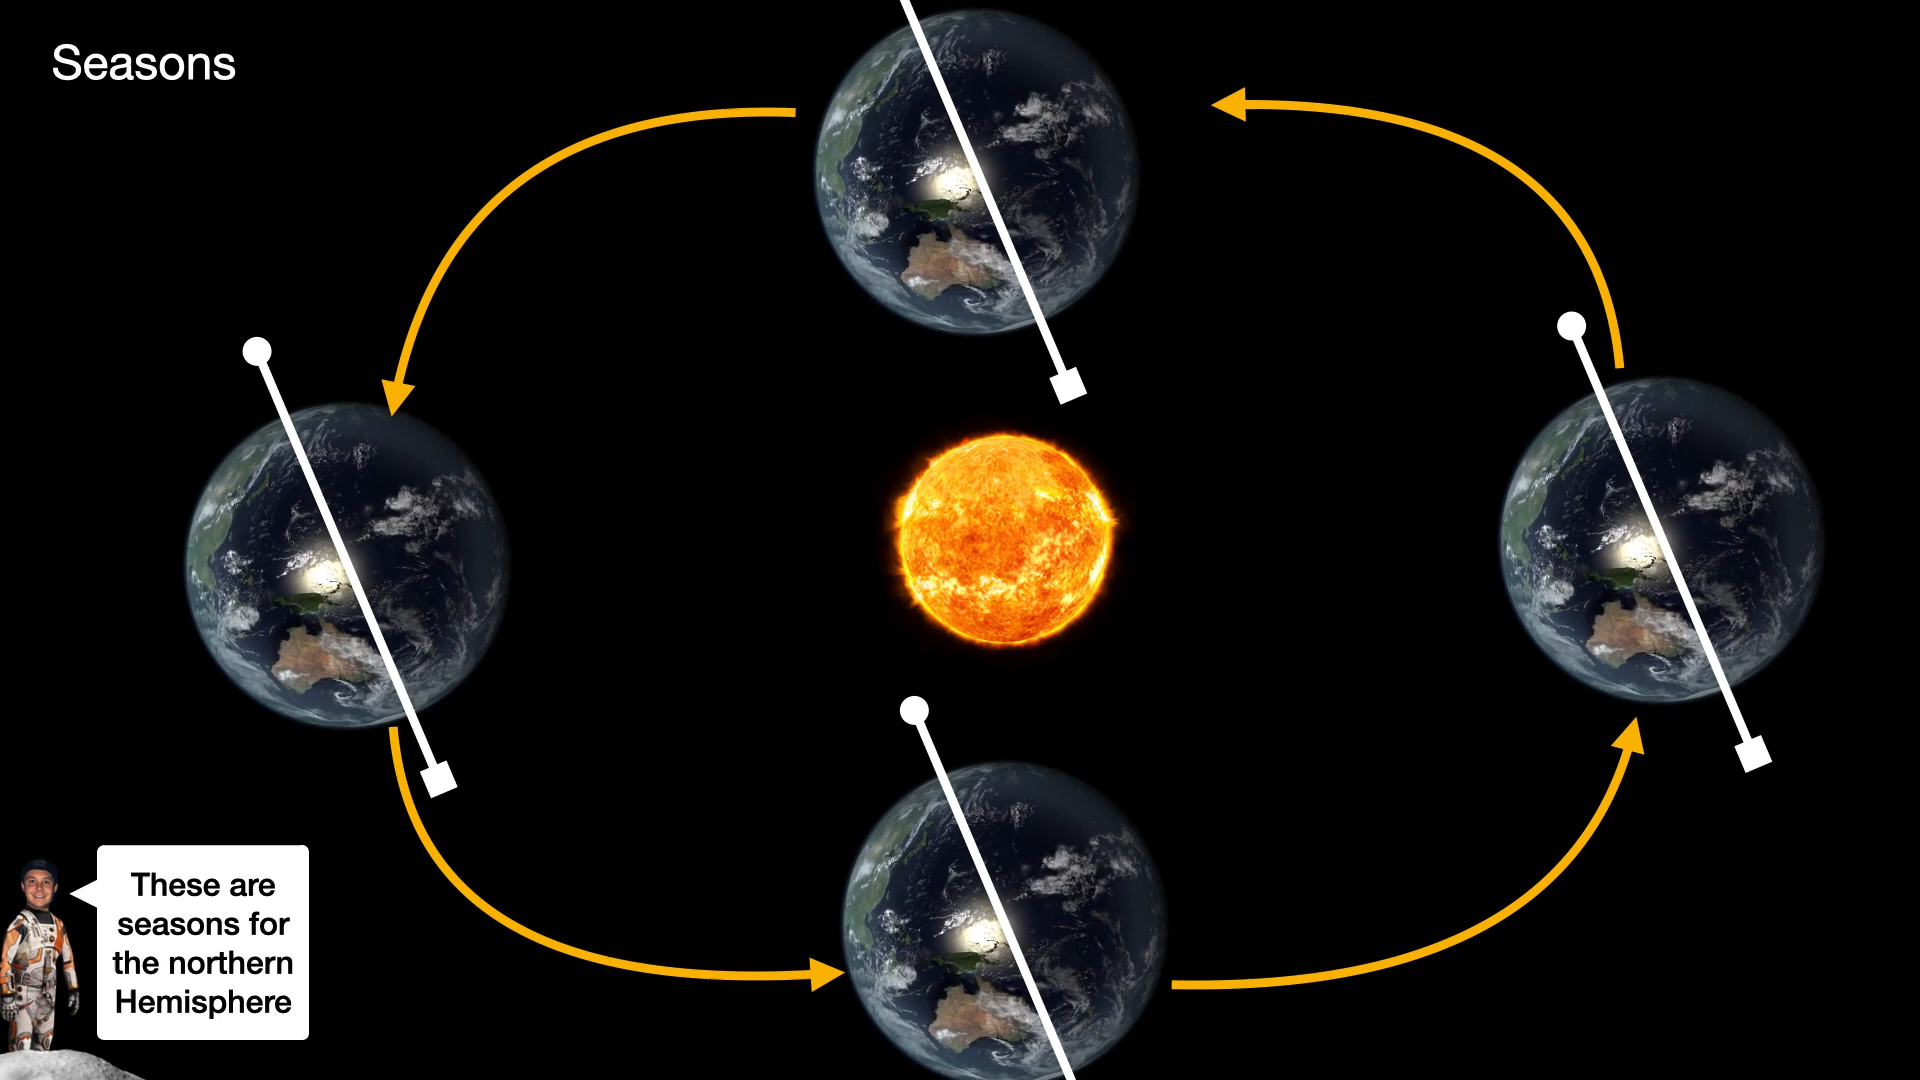 Seasons
These are
seasons for
the northern
Hemisphere